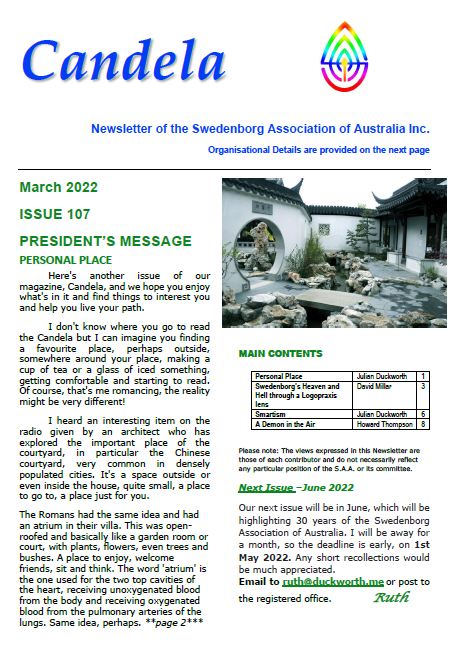 Candela
Newsletter of the Swedenborg Association of Australia Inc.
Organisational Details are provided on the next page
March 2022
ISSUE 107
PRESIDENT'S MESSAGE
PERSONAL PLACE
Here's another issue of our
magazine, Candela, and we hope you enjoy
what's in it and find things to interest you
and help you live your path.
I don't know where you go to read
the Candela but I can imagine you finding
a favourite place, perhaps outside,
somewhere around your place, making a
cup of tea or a glass of iced something,
getting comfortable and starting to read.
Of course, that's me romancing, the reality
might be very different!
I heard an interesting item on the
radio given by an architect who has
explored the important place of the
courtyard, in particular the Chinese
courtyard, very common in densely
populated cities. It's a space outside or
even inside the house, quite small, a place
to go to, a place just for you.
The Romans had the same idea and had
an atrium in their villa. This was open-
roofed and basically like a garden room or
court, with plants, flowers, even trees and
bushes. A place to enjoy, welcome
friends, sit and think. The word 'atrium' is
the one used for the two top cavities of
the heart, receiving unoxygenated blood
from the body and receiving oxygenated
blood from the pulmonary arteries of the
lungs. Same idea, perhaps. **page 2***
MAIN CONTENTS
Personal Place Julian Duckworth 1
Swedenborg's Heaven and David Millar 3
Hell through a Logopraxis
lens
Smartism Julian Duckworth 6
A Demon in the Air Howard Thompson 8
Please note: The views expressed in this Newsletter are
those of each contributor and do not necessarily reflect
any particular position of the S.A.A. or its committee.
Next Issue –June 2022
Our next issue will be in June, which will be
highlighting 30 years of the Swedenborg
Association of Australia. I will be away for
a month, so the deadline is early, on 1st
May 2022. Any short recollections would
be much appreciated.
Email to ruth@duckworth.me or post to
the registered office. Ruth